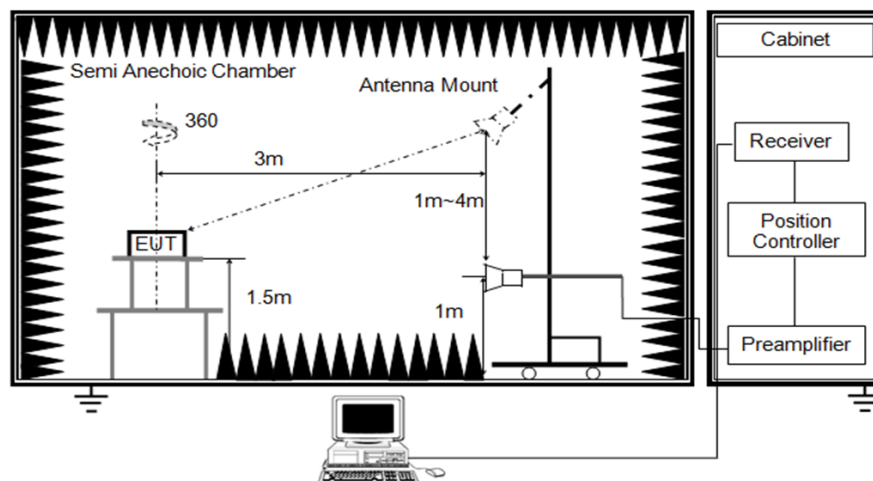 Cabinet
Semi Anechoic Chamber
Antenna Mount
360
Receiver
3m
1m~4m
Position
Controller
EUT
1.5m
1m
Preamplifier